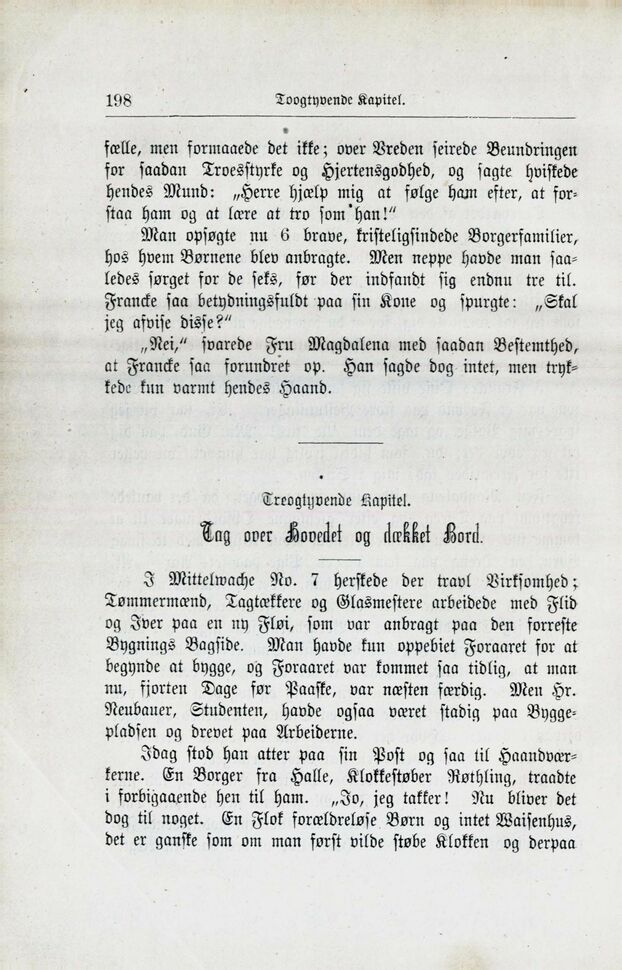 198
Toogtyvende Kapitel.
fælle, men formaaede det ikke; over Vreden seirede Beundringen
for saadan Troesstyrke og Hjertensgodhed, og sagte hviskede
hendes Mund: „Herre hjælp mig at følge ham efter, at for-
staa ham og at lære at tro som han!"
Man opsøgte nu 6 brave, kristeligsindede Borgerfamilier,
hos hvem Børnene blev anbragte. Men neppe havde man saa-
ledes sørget for de seks, før der indfandt sig endnu tre til.
Francke saa betydningsfuldt paa sin Kone og spurgte: „Skal
jeg afvise disse?"
„Nei," svarede Fru Magdalena med saadan Bestemthed,
at Francke saa forundret op. Han sagde dog intet, men tryk-
kede kun varmt hendes Haand.
Treogtyvende Kapitel.
Tag over Hovedet og dækket Bord.
I Mittelwache No. 7 herskede der travl Virksomhed;
Tømmermænd, Tagtækkere og Glasmestere arbeidede med Flid
og Iver paa en ny Fløi, som var anbragt paa den forreste
Bygnings Bagside. Man havde kun oppebiet Foraaret for at
begynde at bygge, og Foraaret var kommet saa tidlig, at man
nu, fjorten Dage før Paaske, var næsten færdig. Men Hr.
Neubauer, Studenten, havde ogsaa været stadig paa Bygge-
pladsen og drevet paa Arbeiderne.
Idag stod han atter paa sin Post og saa til Haandvær-
kerne. En Borger fra Halle, Klokkestøber Røthling, traadte
i forbigaaende hen til ham. „Jo, jeg takker! Nu bliver det
dog til noget. En Flok forældreløse Børn og intet Waisenhus,
det er ganske som om man først vilde støbe Klokken og derpaa